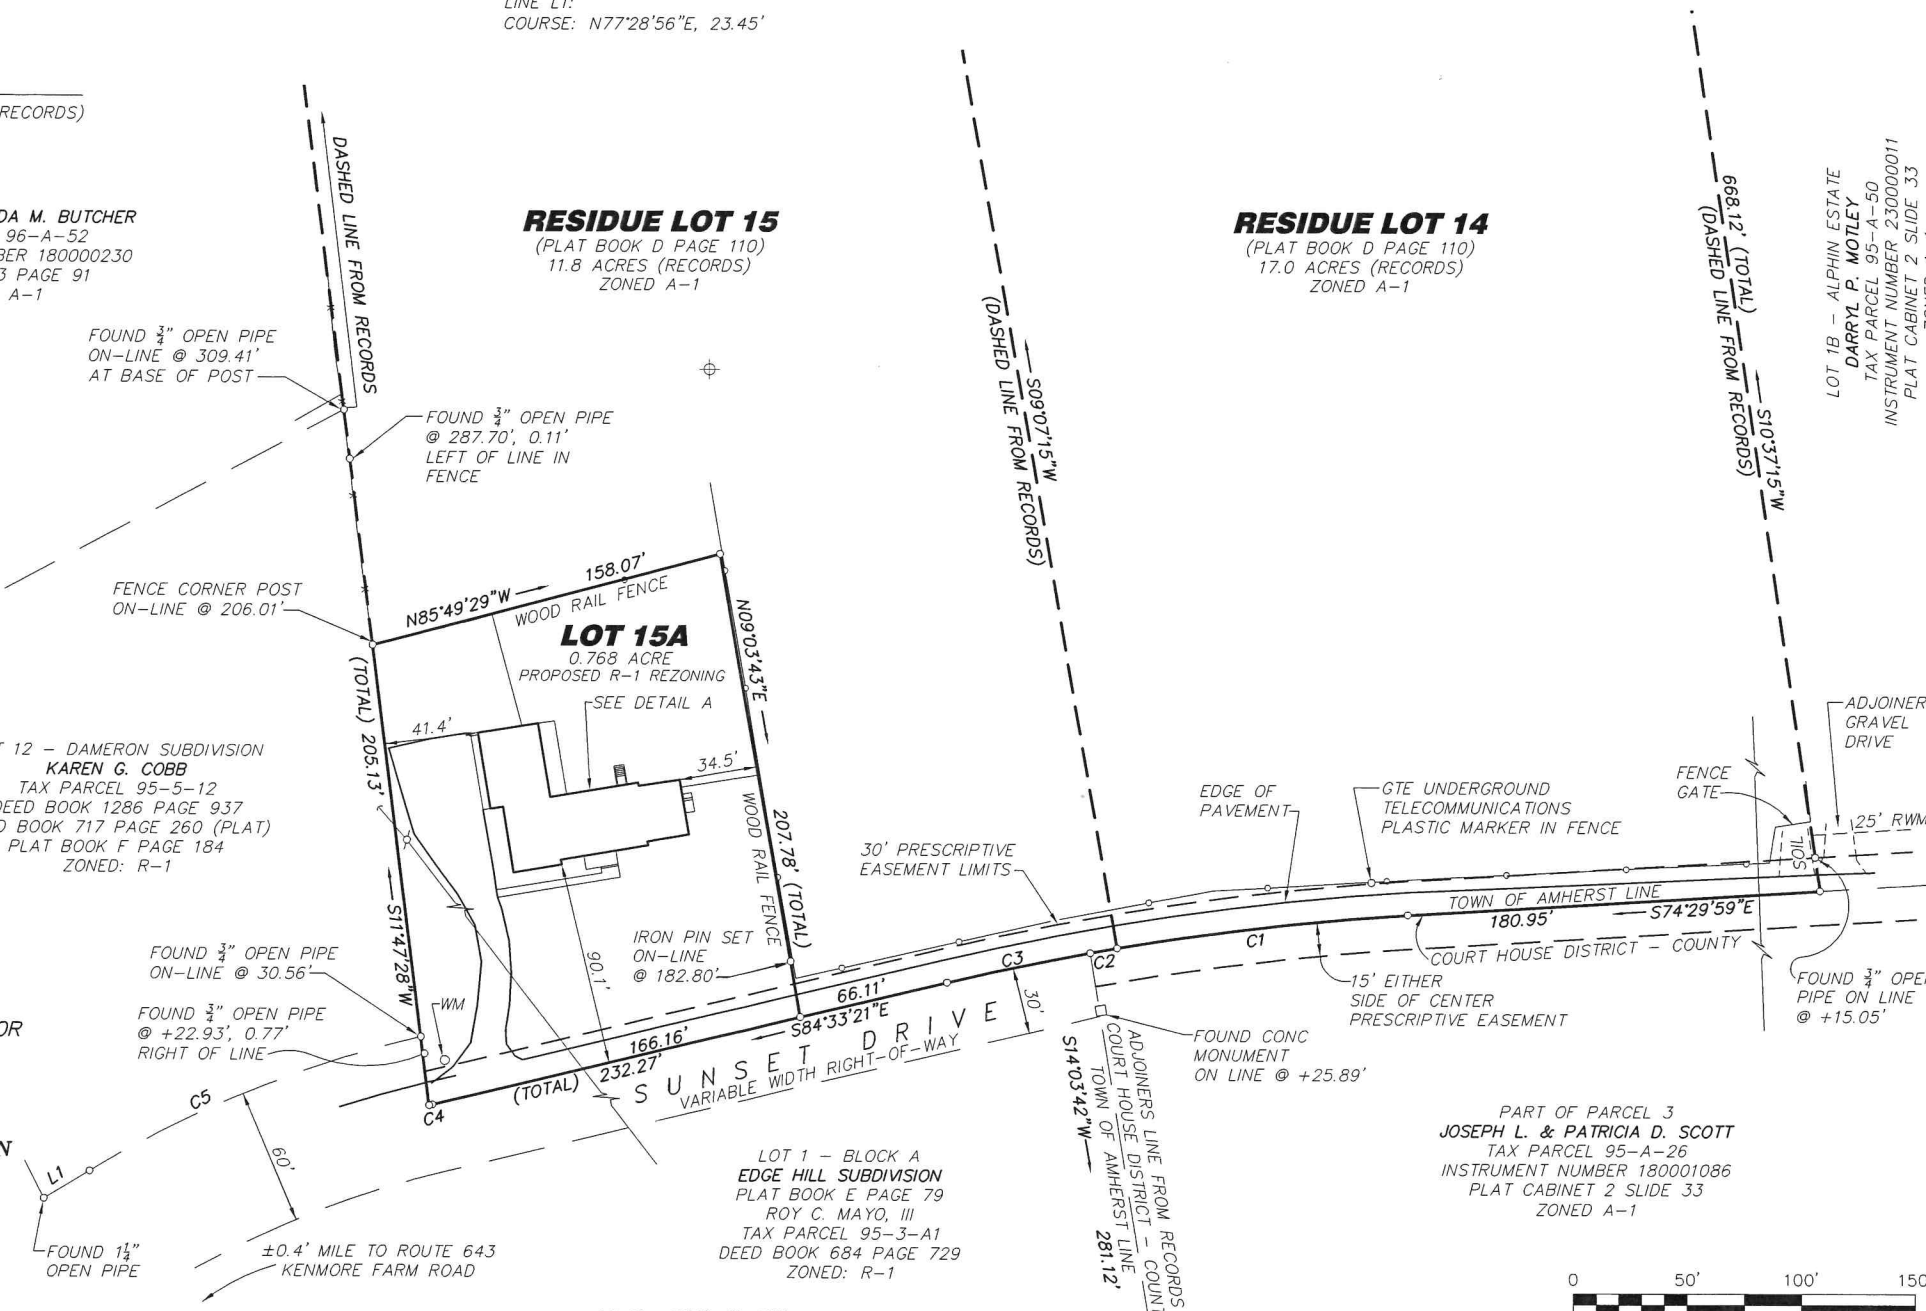 LINE L1:
COURSE: N77°28'56"E, 23.45'
RECORDS)
DA M. BUTCHER
96-A-52
BER 180000230
3 PAGE 91
A-1
DASHED LINE FROM RECORDS
RESIDUE LOT 15
(PLAT BOOK D PAGE 110)
11.8 ACRES (RECORDS)
ZONED A-1
RESIDUE LOT 14
(PLAT BOOK D PAGE 110)
17.0 ACRES (RECORDS)
ZONED A-1
668.12' (TOTAL)
(DASHED LINE FROM RECORDS)
S10°37'15"W
LOT 1B - ALPHIN ESTATE
DARRYL P. MOTLEY
TAX PARCEL 95-A-50
INSTRUMENT NUMBER 230000011
PLAT CABINET 2 SLIDE 33
FOUND ¾" OPEN PIPE
ON-LINE @ 309.41'
AT BASE OF POST
FOUND ¾" OPEN PIPE
@ 287.70', 0.11'
LEFT OF LINE IN
FENCE
S09°07'15"W
(DASHED LINE FROM RECORDS)
FENCE CORNER POST
ON-LINE @ 206.01'
N85°49'29"W
158.07'
WOOD RAIL FENCE
LOT 15A
0.768 ACRE
PROPOSED R-1 REZONING
SEE DETAIL A
N09°03'43"E
207.78' (TOTAL)
WOOD RAIL FENCE
(TOTAL) 205.13'
S11°47'28"W
41.4'
34.5'
90.1'
T 12 - DAMERON SUBDIVISION
KAREN G. COBB
TAX PARCEL 95-5-12
DEED BOOK 1286 PAGE 937
D BOOK 717 PAGE 260 (PLAT)
PLAT BOOK F PAGE 184
ZONED: R-1
ADJOINER
GRAVEL
DRIVE
FENCE
GATE
25' RWM
SOIL
EDGE OF
PAVEMENT
GTE UNDERGROUND
TELECOMMUNICATIONS
PLASTIC MARKER IN FENCE
30' PRESCRIPTIVE
EASEMENT LIMITS
TOWN OF AMHERST LINE
180.95'
S74°29'59"E
COURT HOUSE DISTRICT - COUNTY
C1
C2
C3
FOUND ¾" OPEN PIPE
ON-LINE @ 30.56'
FOUND ¾" OPEN PIPE
@ +22.93', 0.77'
RIGHT OF LINE
WM
IRON PIN SET
ON-LINE
@ 182.80'
66.11'
S84°33'21"E
166.16'
(TOTAL) 232.27'
SUNSET DRIVE
VARIABLE WIDTH RIGHT-OF-WAY
30'
15' EITHER
SIDE OF CENTER
PRESCRIPTIVE EASEMENT
FOUND ¾" OPEN
PIPE ON LINE
@ +15.05'
FOUND CONC
MONUMENT
ON LINE @ +25.89'
OR
C5
C4
60'
N
L1
FOUND 1¼"
OPEN PIPE
±0.4' MILE TO ROUTE 643
KENMORE FARM ROAD
LOT 1 - BLOCK A
EDGE HILL SUBDIVISION
PLAT BOOK E PAGE 79
ROY C. MAYO, III
TAX PARCEL 95-3-A1
DEED BOOK 684 PAGE 729
ZONED: R-1
S14°03'42"W
281.12'
TOWN OF AMHERST LINE
COURT HOUSE DISTRICT - COUN
ADJOINERS LINE FROM RECORDS
PART OF PARCEL 3
JOSEPH L. & PATRICIA D. SCOTT
TAX PARCEL 95-A-26
INSTRUMENT NUMBER 180001086
PLAT CABINET 2 SLIDE 33
ZONED A-1
0 50' 100' 150